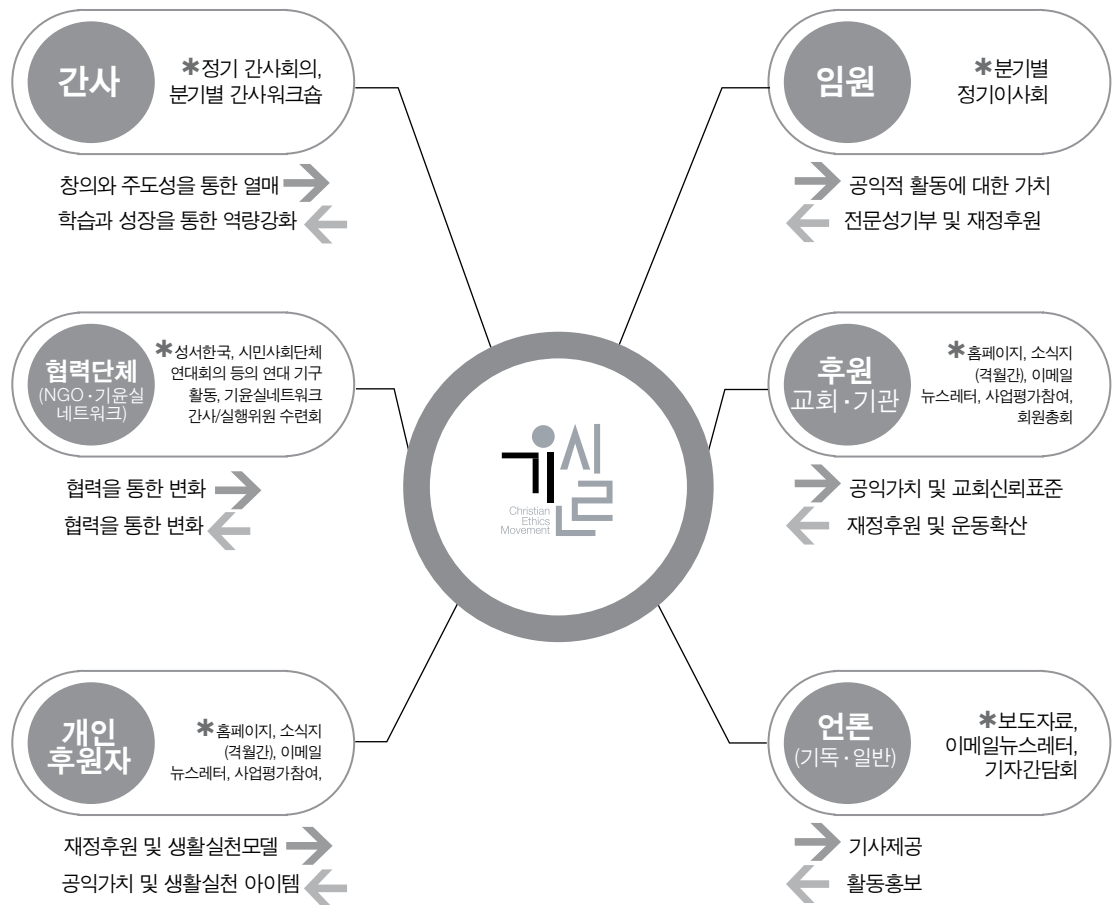 간사
*정기 간사회의,
분기별 간사워크숍
창의와 주도성을 통한 열매
학습과 성장을 통한 역량강화
임원
*분기별
정기이사회
공익적 활동에 대한 가치
전문성기부 및 재정후원
협력단체
(NGO·기윤실
네트워크)
*성서한국, 시민사회단체
연대회의 등의 연대 기구
활동, 기윤실네트워크
간사/실행위원 수련회
협력을 통한 변화
협력을 통한 변화
기윤실
Christian
Ethics
Movement
후원
교회·기관
*홈페이지, 소식지
(격월간), 이메일
뉴스레터, 사업평가참여,
회원총회
공익가치 및 교회신뢰표준
재정후원 및 운동확산
개인
후원자
*홈페이지, 소식지
(격월간), 이메일
뉴스레터, 사업평가참여,
재정후원 및 생활실천모델
공익가치 및 생활실천 아이템
언론
(기독·일반)
*보도자료,
이메일뉴스레터,
기자간담회
기사제공
활동홍보